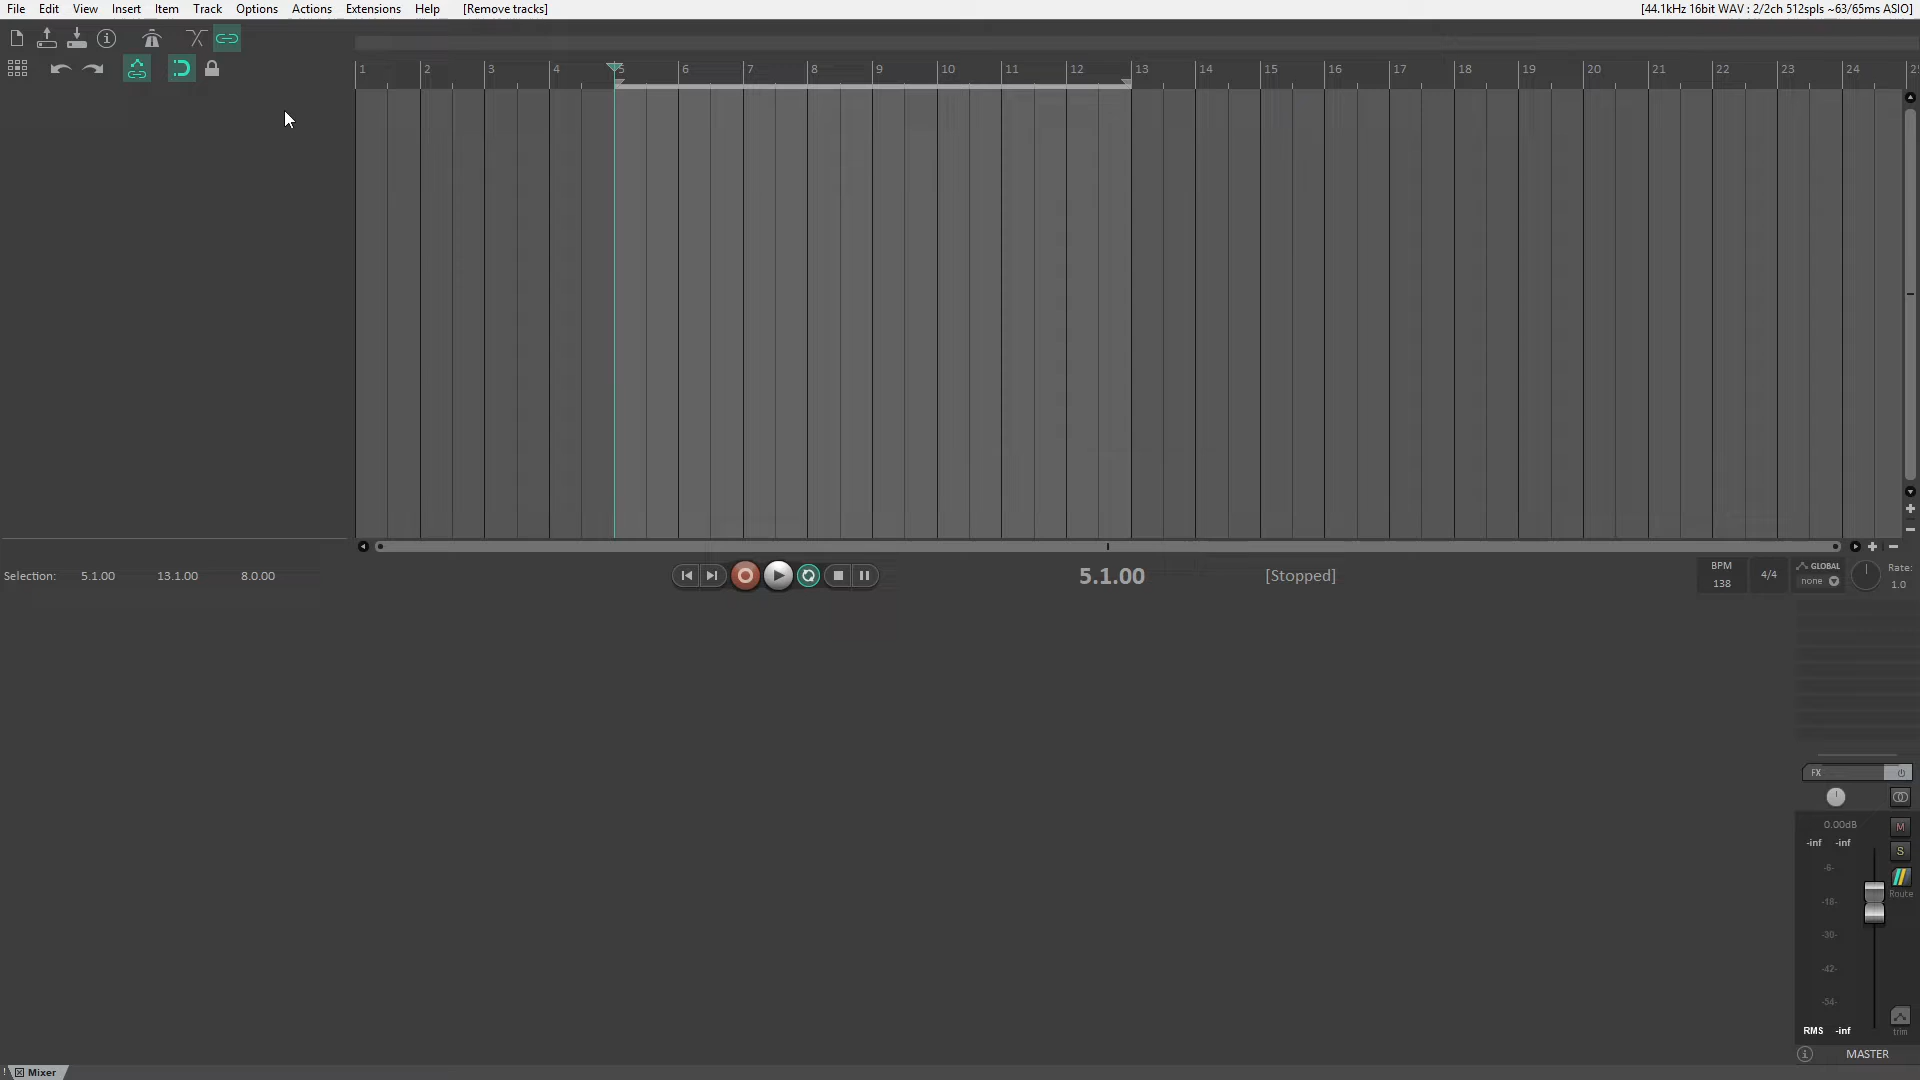 File Edit View Insert Item Track Options Actions Extensions Help [Remove tracks] [44.1kHz 16bit WAV : 2/2ch 512spls ~63/65ms ASIO]
1 2 3 4 5 6 7 8 9 10 11 12 13 14 15 16 17 18 19 20 21 22 23 24
Selection: 5.1.00 13.1.00 8.0.00 5.1.00 [Stopped]
BPM
138
4/4
GLOBAL
none
Rate:
1.0
FX
0.00dB M
-inf -inf
S
-6-
Route
-18-
-30-
-42-
-54-
trim
RMS -inf
MASTER
! Mixer